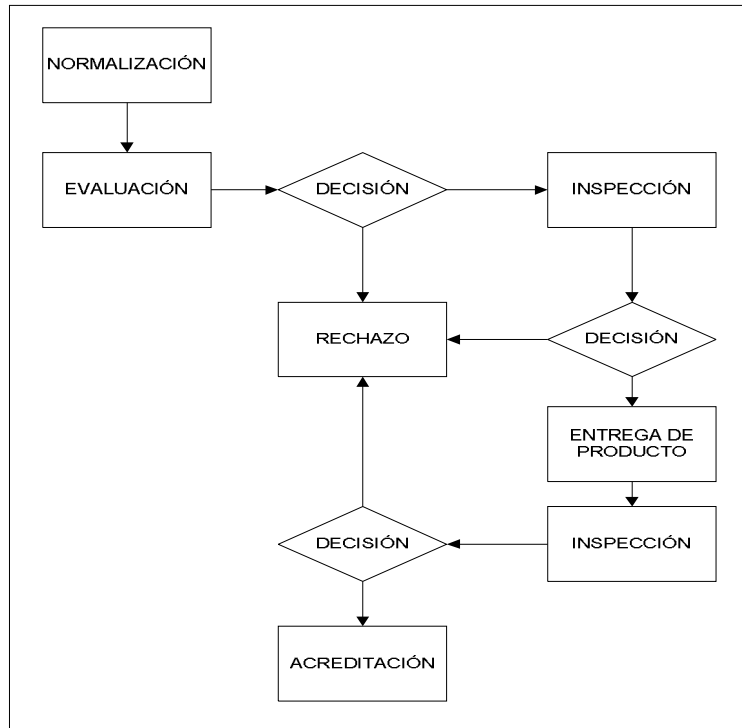 NORMALIZACIÓN
EVALUACIÓN
DECISIÓN
INSPECCIÓN
RECHAZO
DECISIÓN
ENTREGA DE
PRODUCTO
DECISIÓN
INSPECCIÓN
ACREDITACIÓN